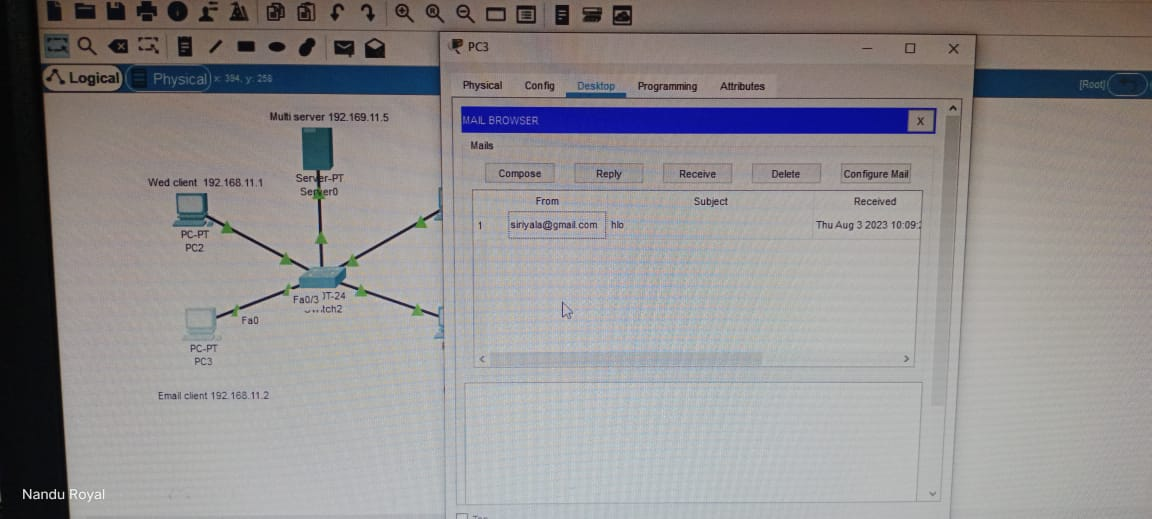 PC3
Logical
Physical x: 394, y: 258
[Root]
Physical Config Desktop Programming Attributes
MAIL BROWSER
X
Mails
Compose Reply Receive Delete Configure Mail
From Subject Received
1 siriyala@gmail.com hlo Thu Aug 3 2023 10:09:
Multi server 192.169.11.5
Server-PT
Server0
Wed client 192.168.11.1
PC-PT
PC2
Fa0/3
Fa0
PC-PT
PC3
Email client 192.168.11.2
Nandu Royal